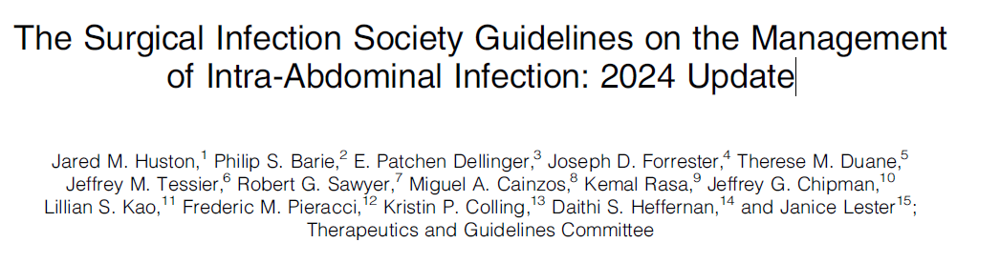 The Surgical Infection Society Guidelines on the Management
of Intra-Abdominal Infection: 2024 Update
Jared M. Huston,1 Philip S. Barie,2 E. Patchen Dellinger,3 Joseph D. Forrester,4 Therese M. Duane,5
Jeffrey M. Tessier,6 Robert G. Sawyer,7 Miguel A. Cainzos,8 Kemal Rasa,9 Jeffrey G. Chipman,10
Lillian S. Kao,11 Frederic M. Pieracci,12 Kristin P. Colling,13 Daithi S. Heffernan,14 and Janice Lester15;
Therapeutics and Guidelines Committee